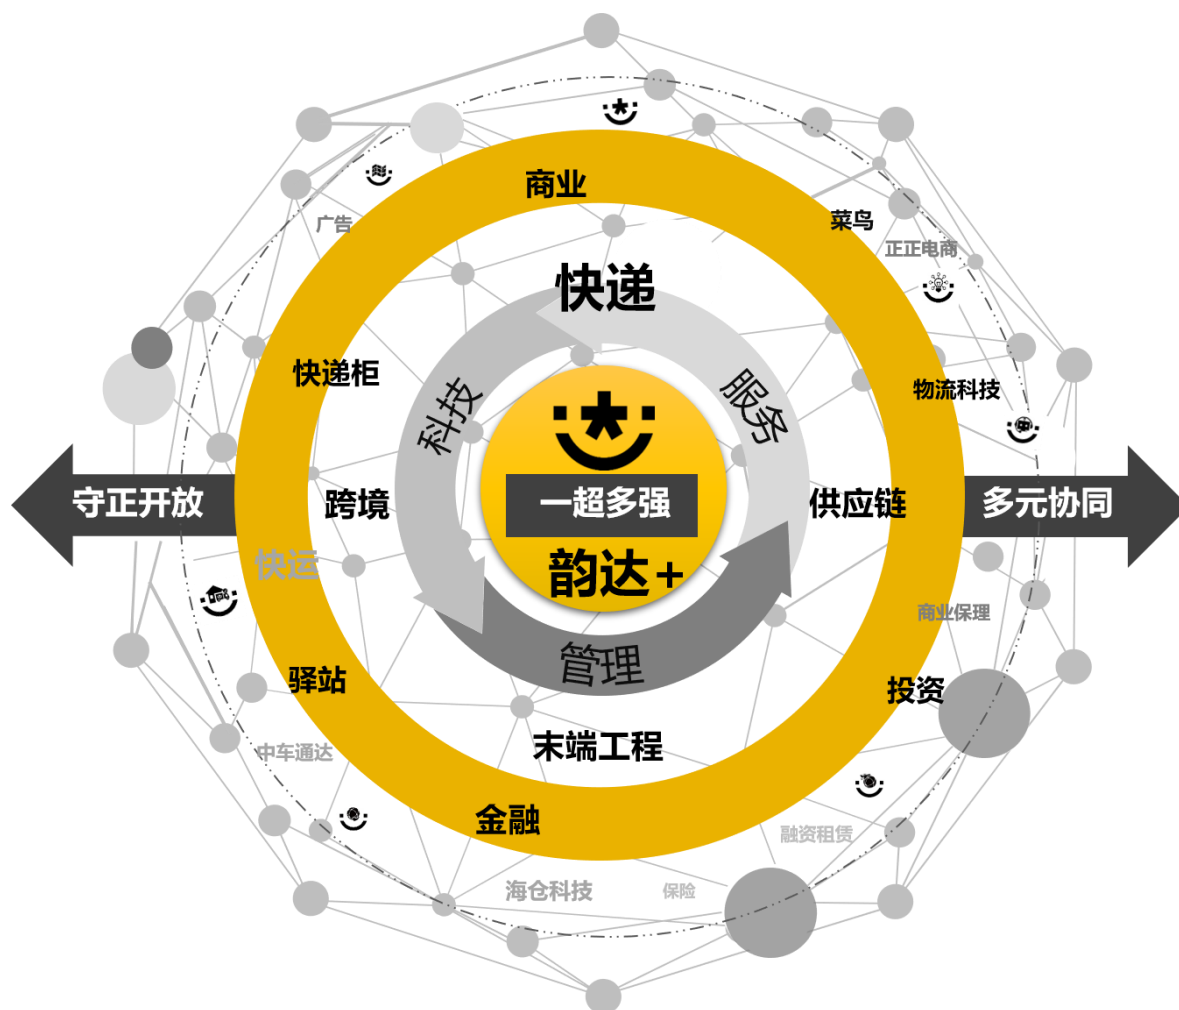 商业
广告
菜鸟
正正电商
快递
快递柜
科技
服务
物流科技
守正开放
跨境
一超多强
供应链
多元协同
快运
韵达+
商业保理
管理
驿站
投资
末端工程
中车通达
金融
融资租赁
海仓科技
保险